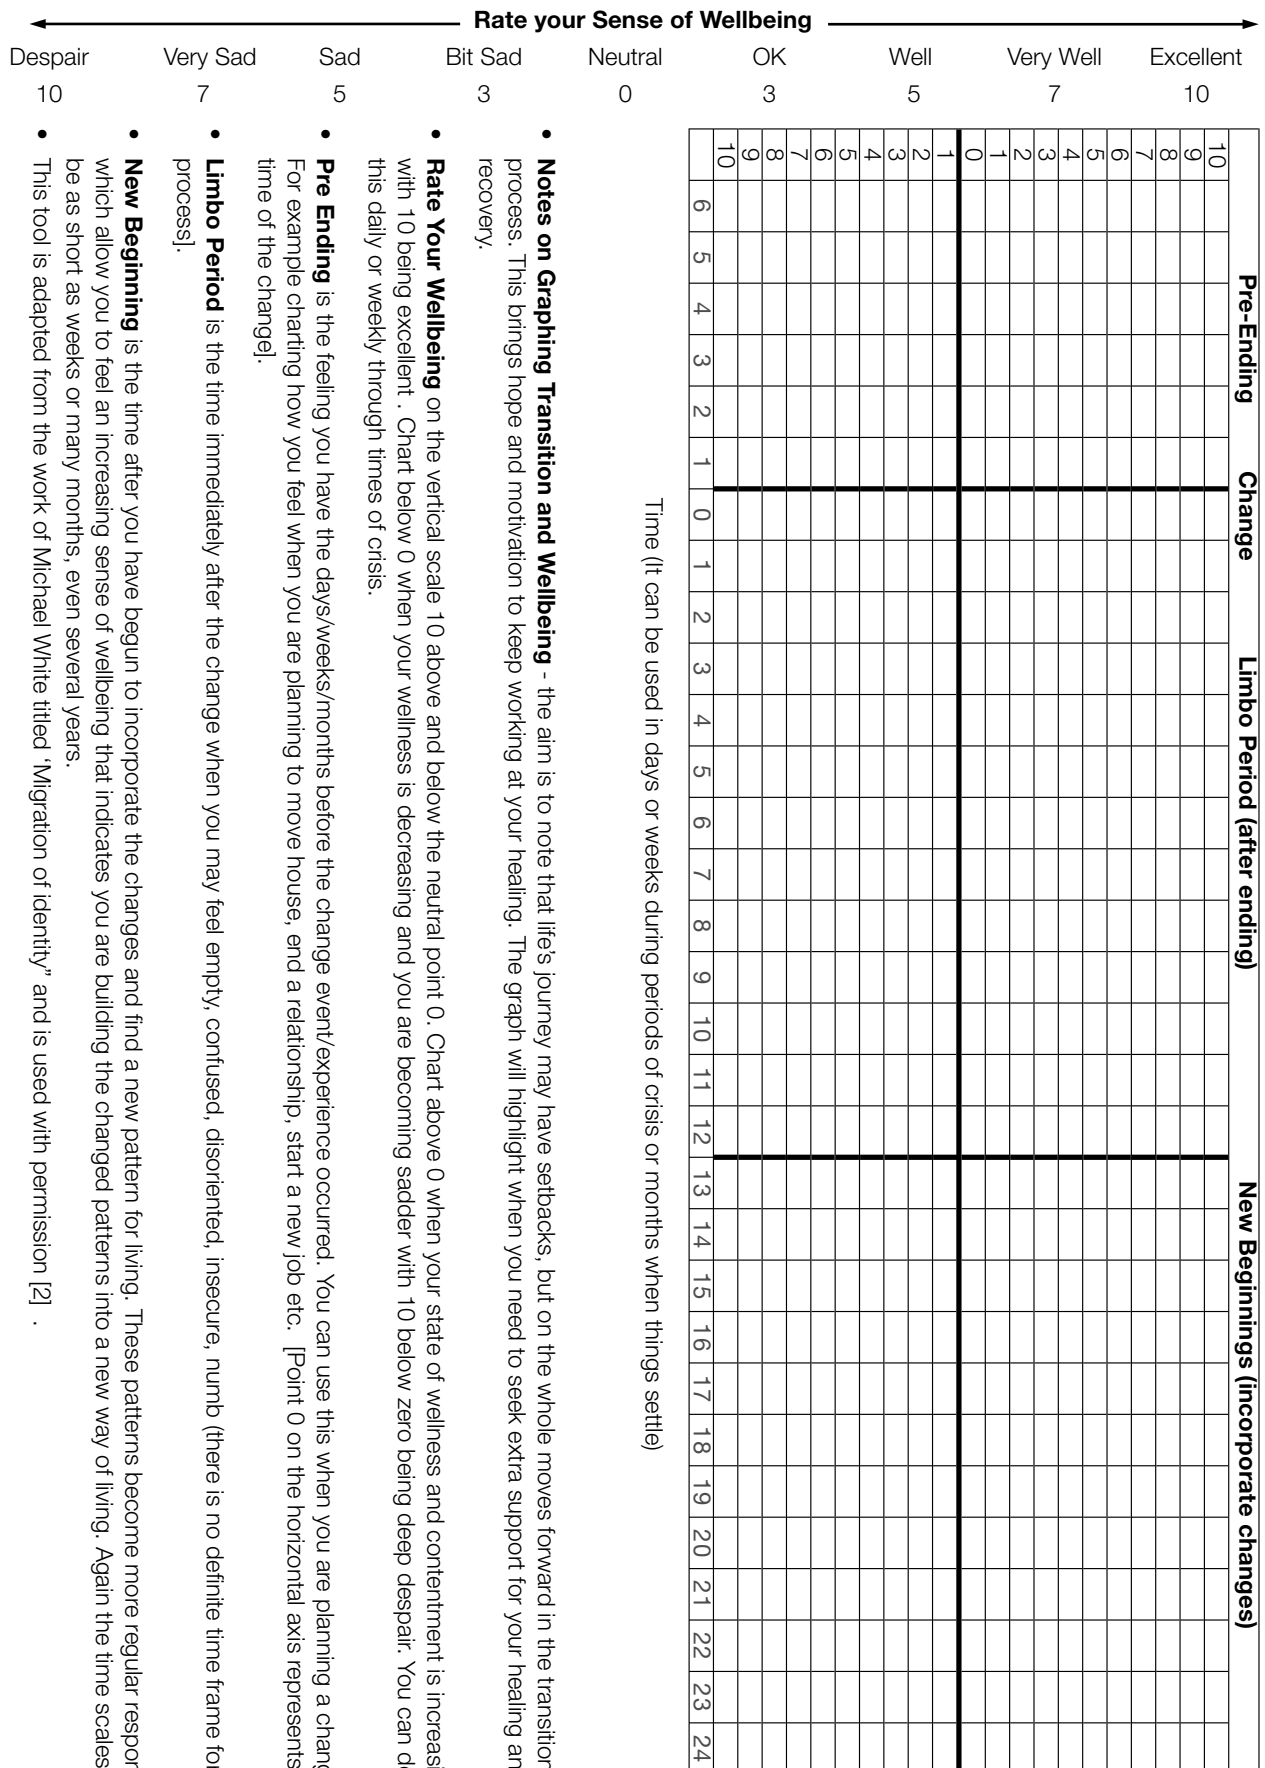 Rate your Sense of Wellbeing
Despair Very Sad Sad Bit Sad Neutral OK Well Very Well Excellent
10 7 5 3 0 3 5 7 10
Pre-Ending Change Limbo Period (after ending) New Beginnings (incorporate changes)
10
9
8
7
6
5
4
3
2
1
0
1
2
3
4
5
6
7
8
9
10
6 5 4 3 2 1 0 1 2 3 4 5 6 7 8 9 10 11 12 13 14 15 16 17 18 19 20 21 22 23 24
Time (It can be used in days or weeks during periods of crisis or months when things settle)
• Notes on Graphing Transition and Wellbeing - the aim is to note that life's journey may have setbacks, but on the whole moves forward in the transition
process. This brings hope and motivation to keep working at your healing. The graph will highlight when you need to seek extra support for your healing an
recovery.
• Rate Your Wellbeing on the vertical scale 10 above and below the neutral point 0. Chart above 0 when your state of wellness and contentment is increasi
with 10 being excellent . Chart below 0 when your wellness is decreasing and you are becoming sadder with 10 below zero being deep despair. You can d
this daily or weekly through times of crisis.
• Pre Ending is the feeling you have the days/weeks/months before the change event/experience occurred. You can use this when you are planning a chang
For example charting how you feel when you are planning to move house, end a relationship, start a new job etc. [Point 0 on the horizontal axis represents
time of the change].
• Limbo Period is the time immediately after the change when you may feel empty, confused, disoriented, insecure, numb (there is no definite time frame for
process].
• New Beginning is the time after you have begun to incorporate the changes and find a new pattern for living. These patterns become more regular respon
which allow you to feel an increasing sense of wellbeing that indicates you are building the changed patterns into a new way of living. Again the time scales
be as short as weeks or many months, even several years.
• This tool is adapted from the work of Michael White titled ‘Migration of identity” and is used with permission [2] .